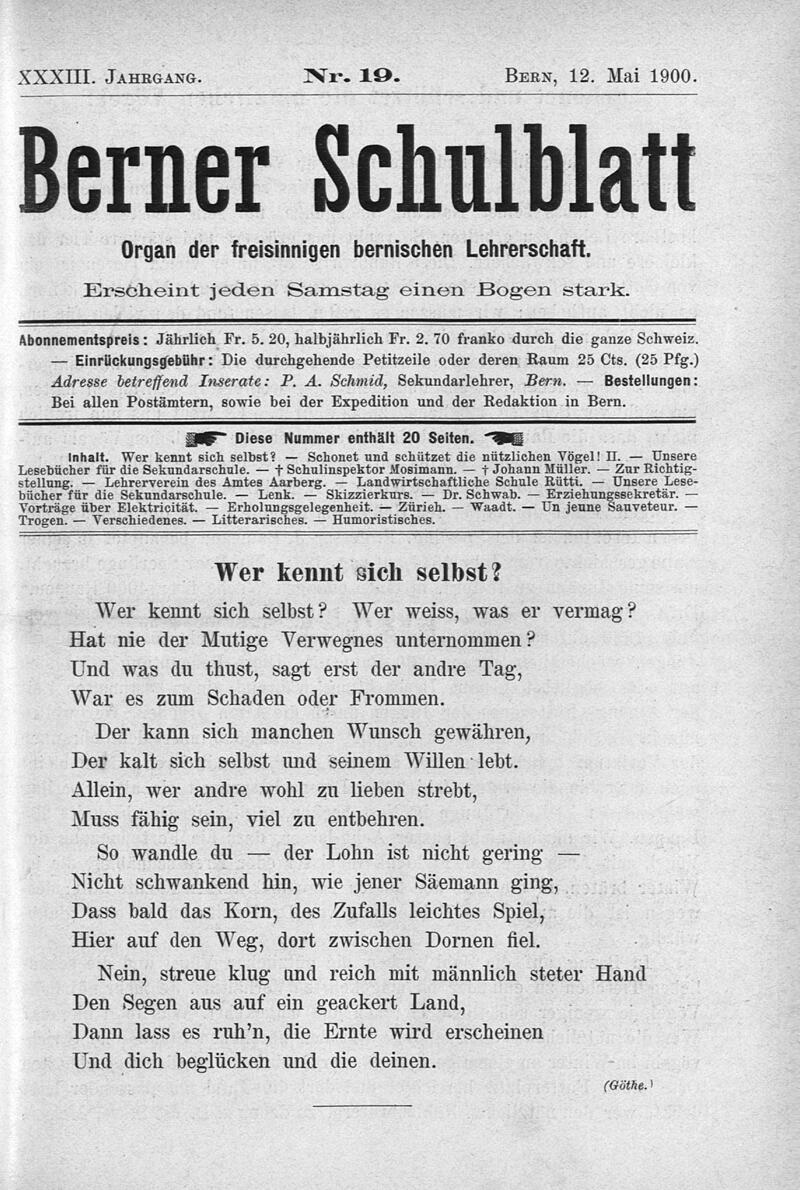 XXXIII. Jahrgang. Nr. 19. Bern, 12. Mai 1900.
Berner Schulblatt
Organ der freisinnigen bernischen Lehrerschaft.
Erscheint jeden Samstag einen Bogen stark.
Abonnementspreis: Jährlich Fr. 5. 20, halbjährlich Fr. 2. 70 franko durch die ganze Schweiz.
— Einrückungsgebühr: Die durchgehende Petitzeile oder deren Raum 25 Cts. (25 Pfg.)
Adresse betreffend Inserate: P. A. Schmid, Sekundarlehrer, Bern. — Bestellungen:
Bei allen Postämtern, sowie bei der Expedition und der Redaktion in Bern.
Diese Nummer enthält 20 Seiten.
Inhalt. Wer kennt sich selbst? — Schonet und schützet die nützlichen Vögel! II. — Unsere
Lesebücher für die Sekundarschule. — † Schulinspektor Mosimann. — † Johann Müller. — Zur Richtig-
stellung. — Lehrerverein des Amtes Aarberg. — Landwirtschaftliche Schule Rütti. — Unsere Lese-
bücher für die Sekundarschule. — Lenk. — Skizzierkurs. — Dr. Schwab. — Erziehungssekretär. —
Vorträge über Elektricität. — Erholungsgelegenheit. — Zürich. — Waadt. — Un jeune Sauveteur. —
Trogen. — Verschiedenes. — Litterarisches. — Humoristisches.
Wer kennt sich selbst?
Wer kennt sich selbst? Wer weiss, was er vermag?
Hat nie der Mutige Verwegnes unternommen?
Und was du thust, sagt erst der andre Tag,
War es zum Schaden oder Frommen.
Der kann sich manchen Wunsch gewähren,
Der kalt sich selbst und seinem Willen lebt.
Allein, wer andre wohl zu lieben strebt,
Muss fähig sein, viel zu entbehren.
So wandle du — der Lohn ist nicht gering —
Nicht schwankend hin, wie jener Säemann ging,
Dass bald das Korn, des Zufalls leichtes Spiel,
Hier auf den Weg, dort zwischen Dornen fiel.
Nein, streue klug und reich mit männlich steter Hand
Den Segen aus auf ein geackert Land,
Dann lass es ruh'n, die Ernte wird erscheinen
Und dich beglücken und die deinen.
(Göthe.)